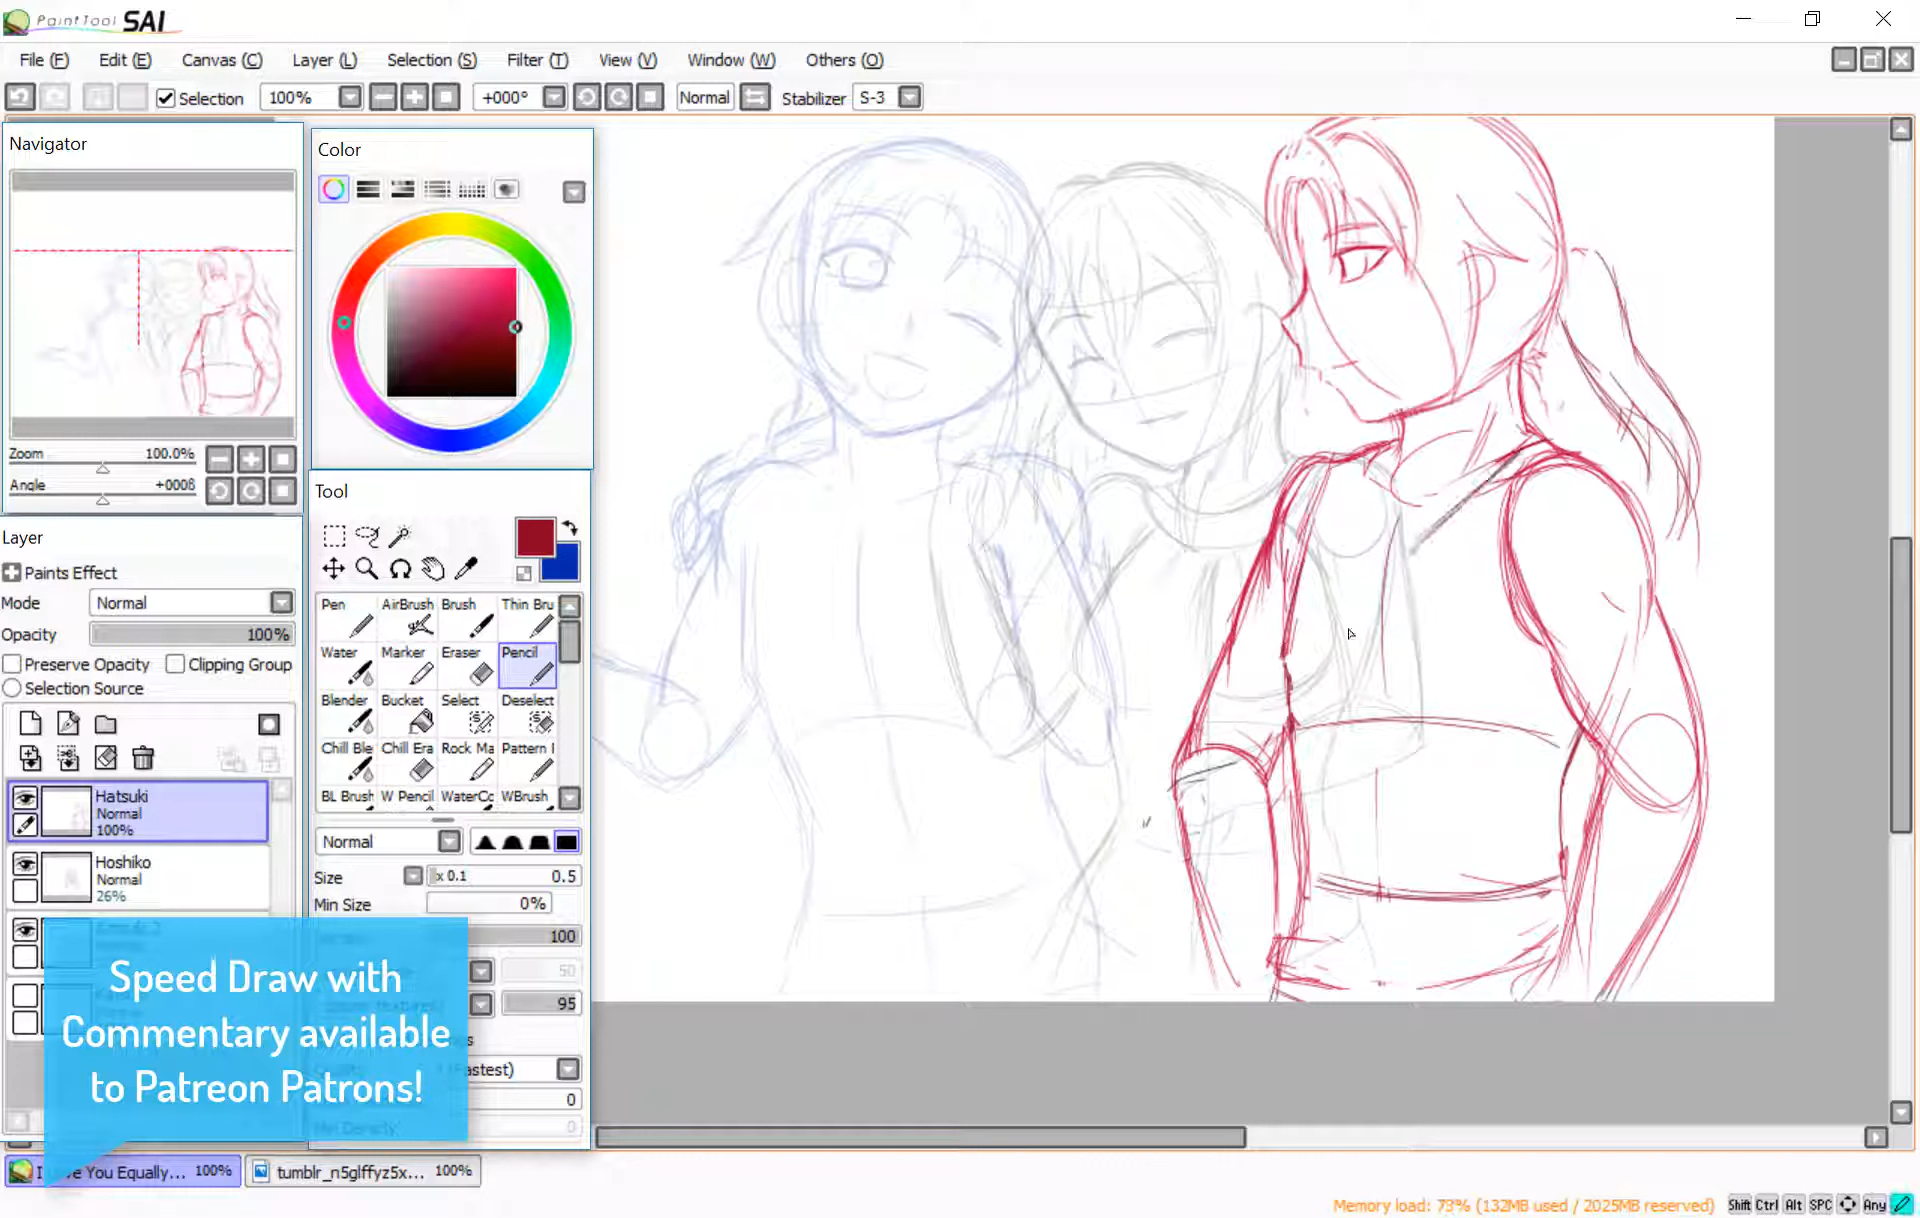 PaintTool SAI
File (F) Edit (E) Canvas (C) Layer (L) Selection (S) Filter (T) View (V) Window (W) Others (O)
Selection 100% +000° Normal Stabilizer S-3
Navigator
Zoom 100.0%
Angle
Layer
Paints Effect
Mode Normal
Opacity 100%
Preserve Opacity Clipping Group
Selection Source
Hatsuki
Normal
100%
Hoshiko
Normal
26%
Color
Tool
Pen AirBrush Brush Thin Bru
Water Marker Eraser Pencil
Blender Bucket Select Deselect
Chill Ble Chill Era Rock Ma Pattern
BL Brush W Pencil WaterCo WBrush
Normal
Size x 0.1 0.5
Min Size 0%
100
50
95
0
0
Speed Draw with
Commentary available
to Patreon Patrons!
You Equally... 100% tumblr_n5glffyz5x... 100%
Memory load: 73% (132MB used / 2025MB reserved) Shift Ctrl Alt SPC Any